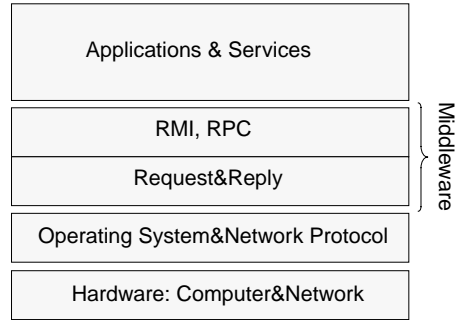 Applications & Services
RMI, RPC
Request&Reply
Middleware
Operating System&Network Protocol
Hardware: Computer&Network